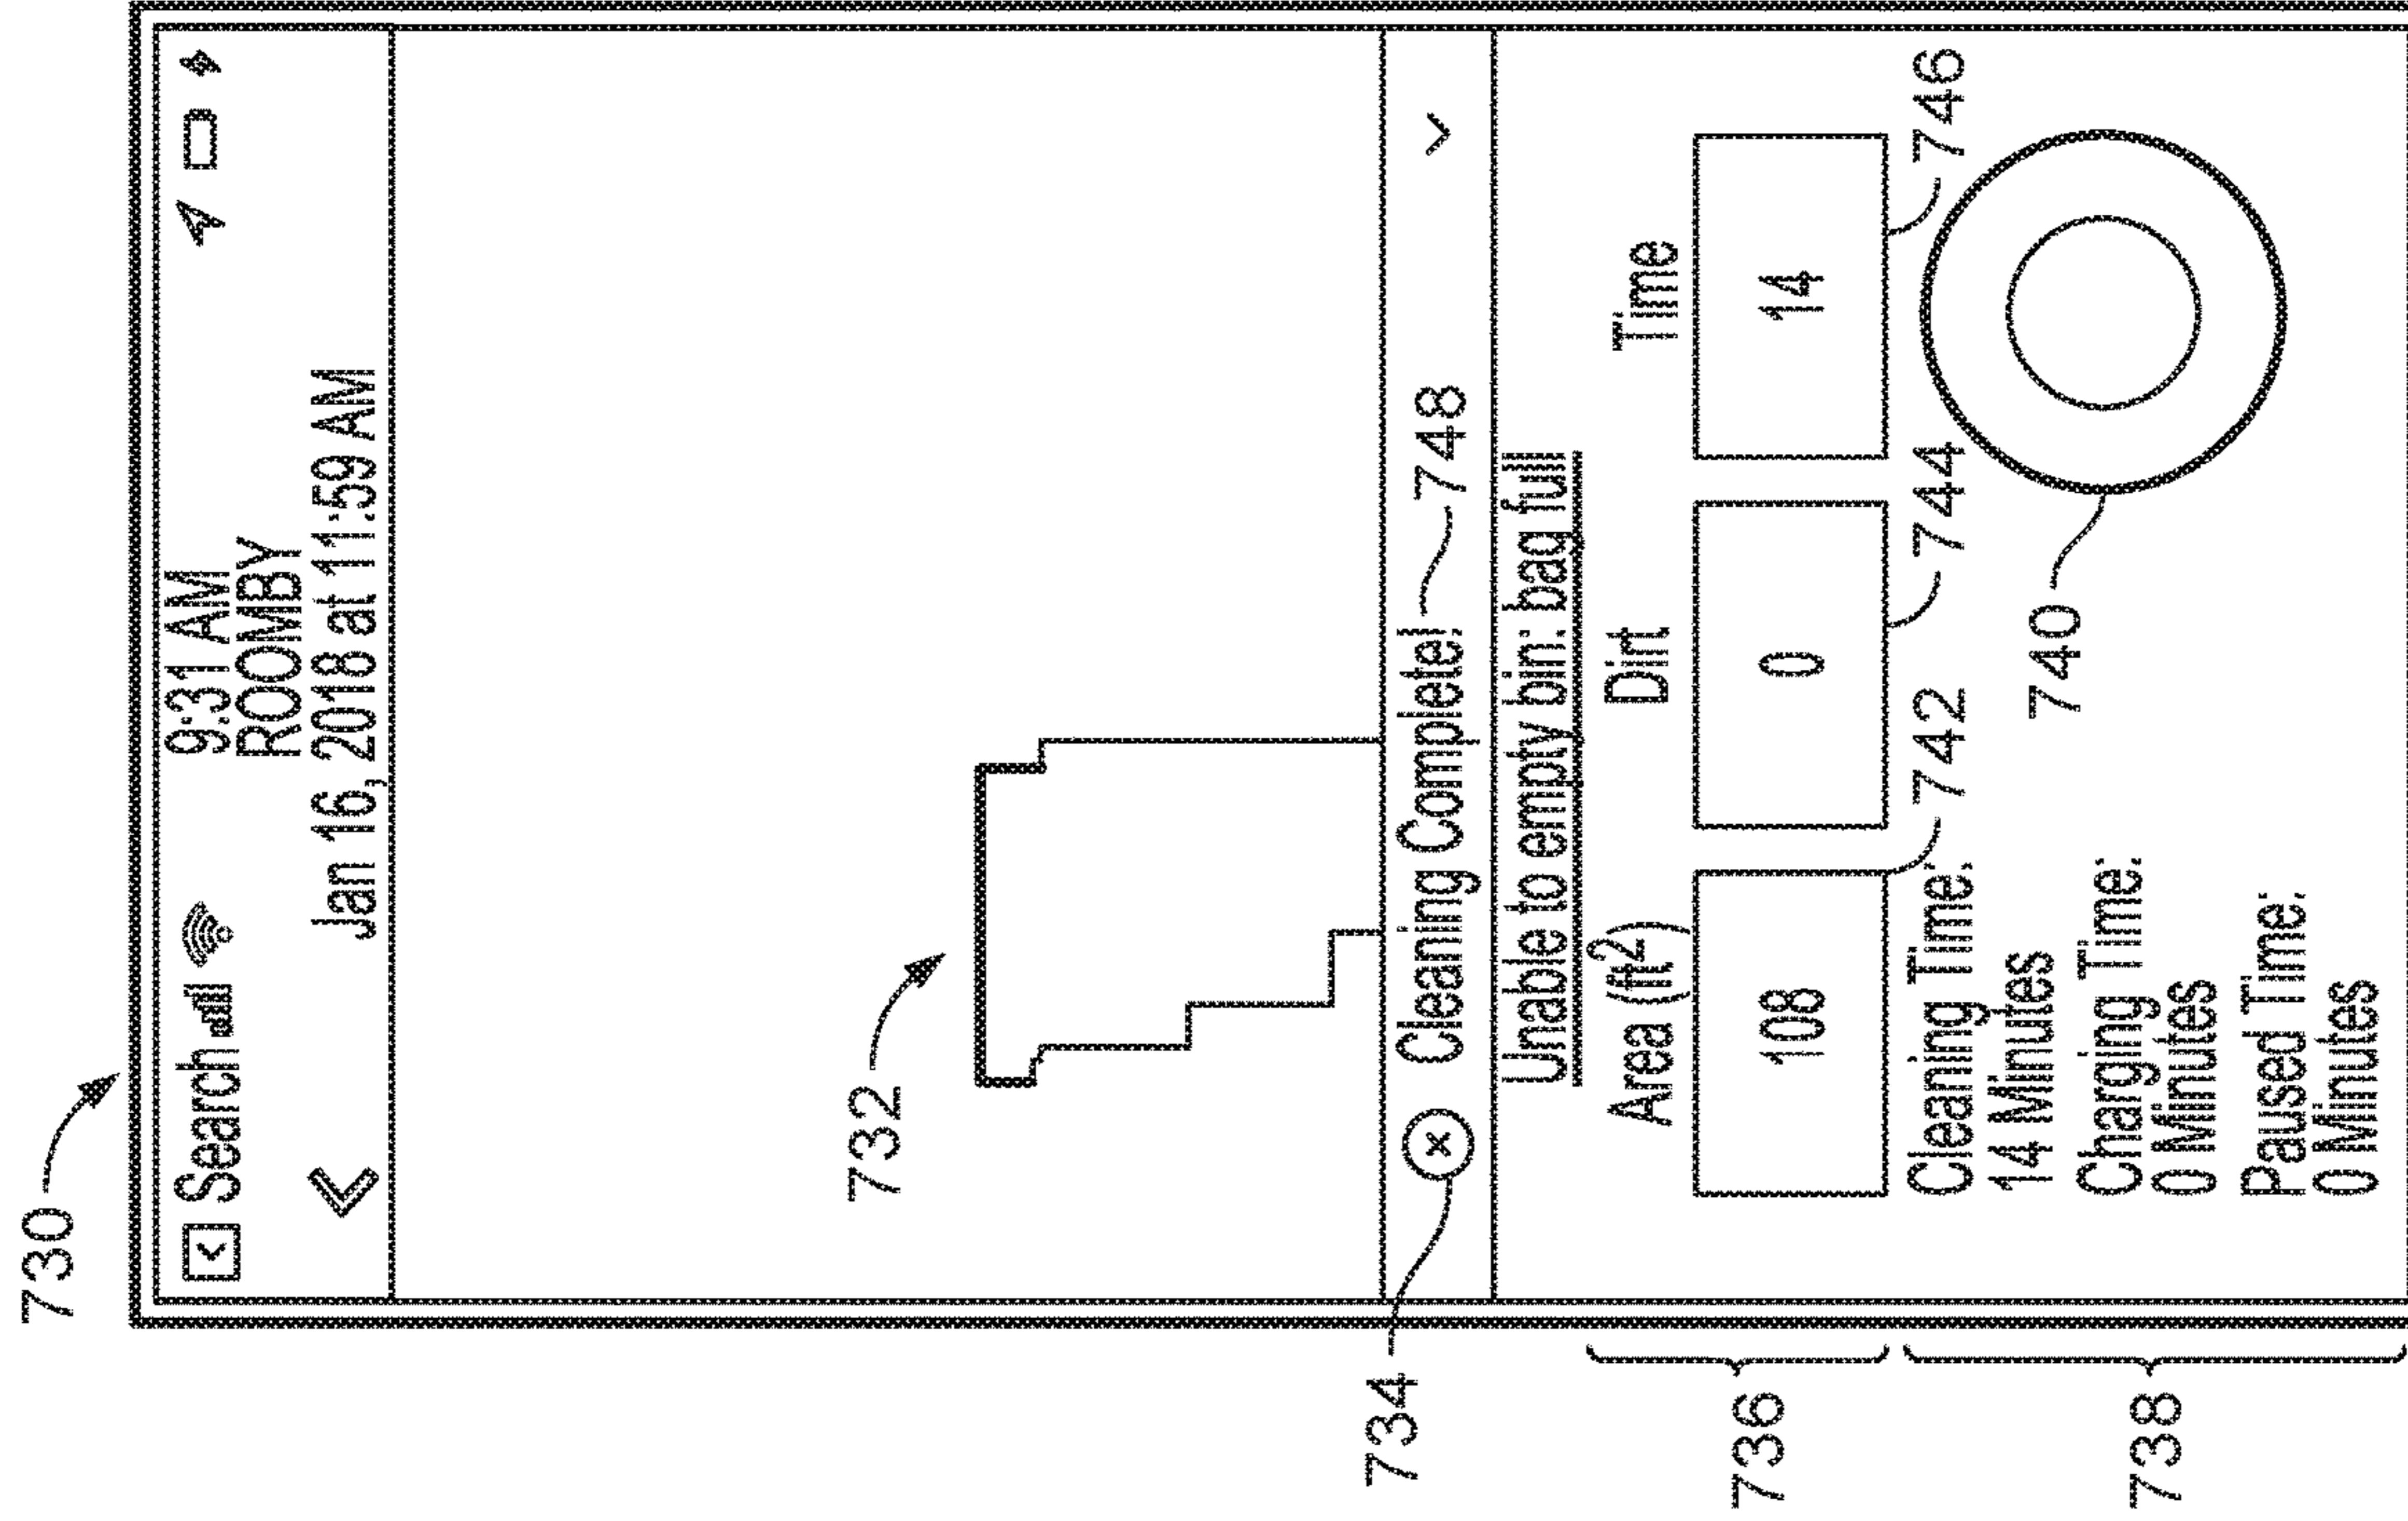 730
Search 9:31 AM
ROOMBY
Jan 16, 2018 at 11:59 AM
732
734
Cleaning Complete! 748
Unable to empty bin: bag full
Area (ft²) Dirt Time
736
108 0 14
742 744 746
738
Cleaning Time:
14 Minutes
740
Charging Time:
0 Minutes
Paused Time:
0 Minutes